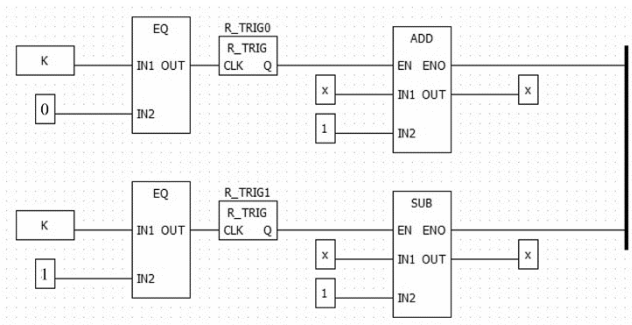 EQ
R_TRIG0
ADD
R_TRIG
K
IN1 OUT
CLK Q
EN ENO
x
IN1 OUT
x
0
IN2
1
IN2
EQ
R_TRIG1
SUB
R_TRIG
K
IN1 OUT
CLK Q
EN ENO
x
IN1 OUT
x
1
IN2
1
IN2